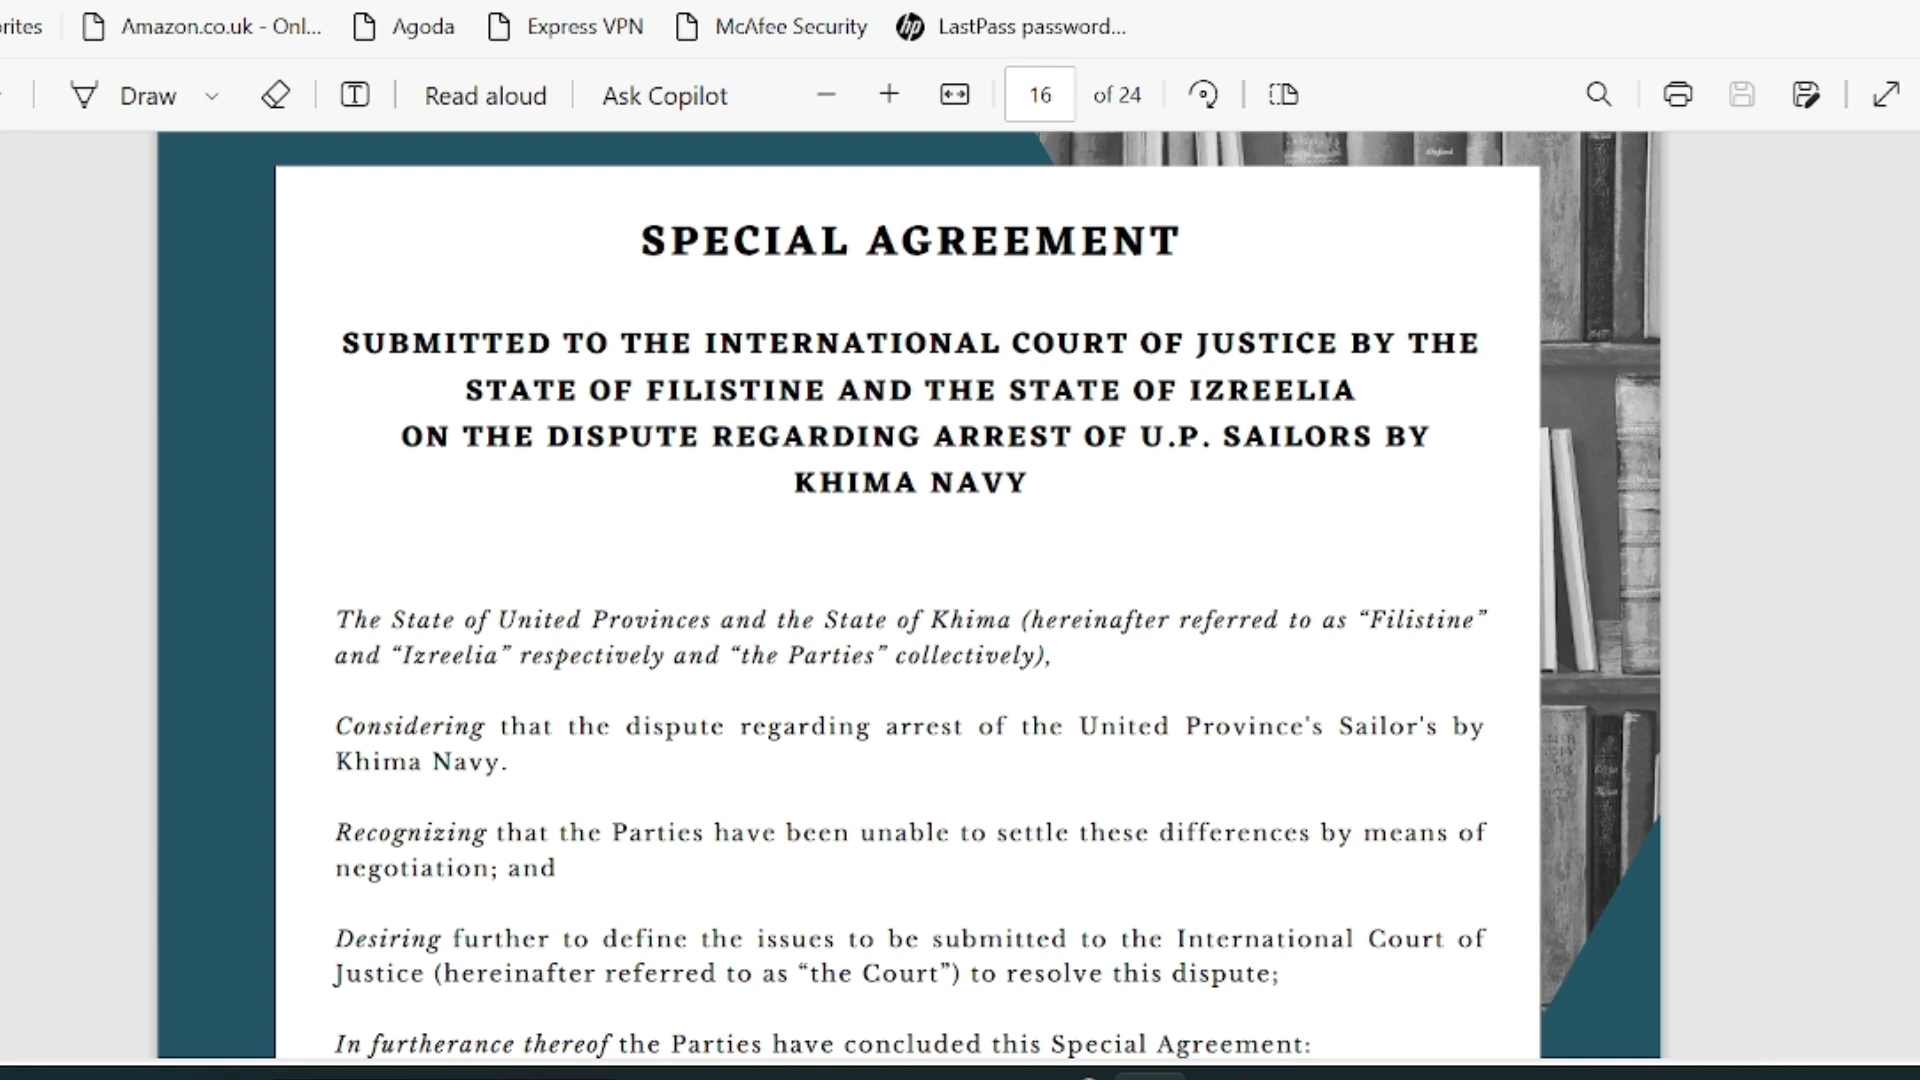 rites Amazon.co.uk - Onl... Agoda Express VPN McAfee Security hp LastPass password...
Draw T Read aloud Ask Copilot 16 of 24
Oxford
SPECIAL AGREEMENT
SUBMITTED TO THE INTERNATIONAL COURT OF JUSTICE BY THE
STATE OF FILISTINE AND THE STATE OF IZREELIA
ON THE DISPUTE REGARDING ARREST OF U.P. SAILORS BY
KHIMA NAVY
The State of United Provinces and the State of Khima (hereinafter referred to as “Filistine”
and “Izreelia” respectively and “the Parties” collectively),
Considering that the dispute regarding arrest of the United Province's Sailor's by
Khima Navy.
Recognizing that the Parties have been unable to settle these differences by means of
negotiation; and
Desiring further to define the issues to be submitted to the International Court of
Justice (hereinafter referred to as “the Court”) to resolve this dispute;
In furtherance thereof the Parties have concluded this Special Agreement: